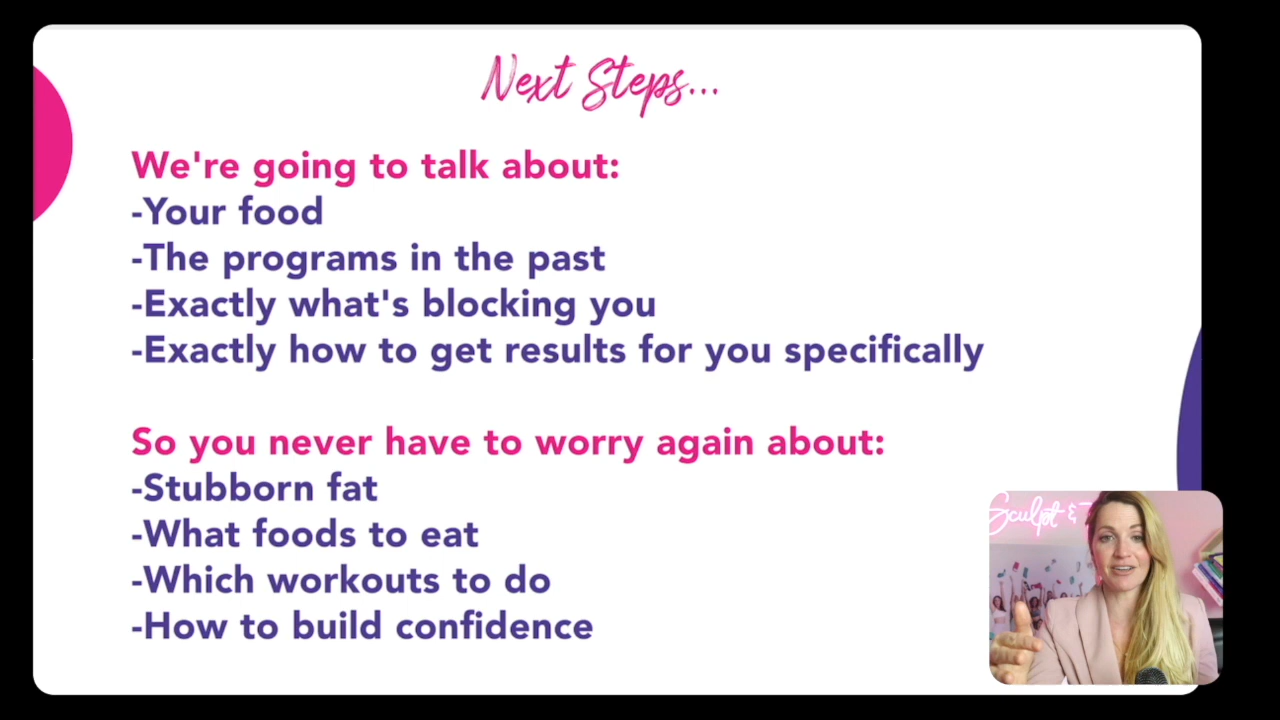 Next Steps...
We're going to talk about:
-Your food
-The programs in the past
-Exactly what's blocking you
-Exactly how to get results for you specifically
So you never have to worry again about:
-Stubborn fat
-What foods to eat
-Which workouts to do
-How to build confidence
Sculpt &